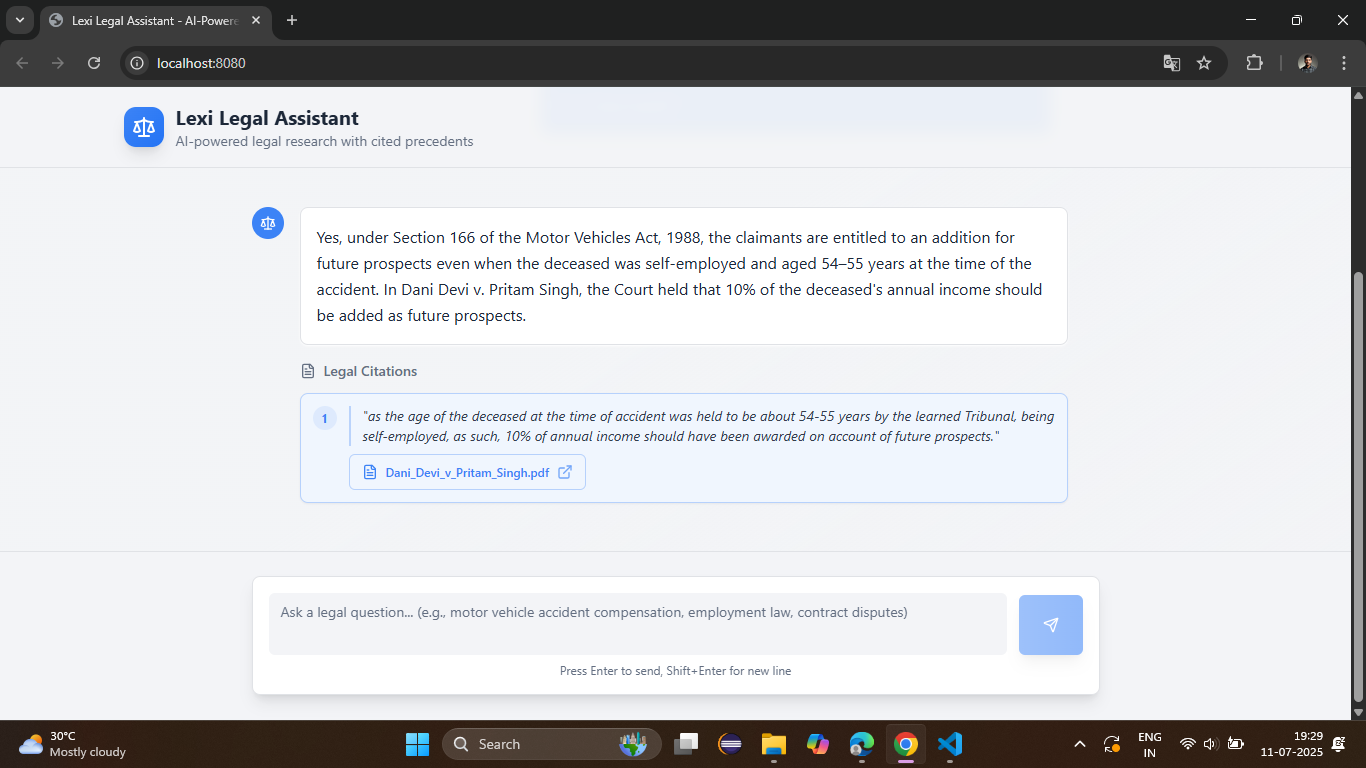 Lexi Legal Assistant - AI-Powere
localhost:8080
Lexi Legal Assistant
AI-powered legal research with cited precedents
Yes, under Section 166 of the Motor Vehicles Act, 1988, the claimants are entitled to an addition for
future prospects even when the deceased was self-employed and aged 54–55 years at the time of the
accident. In Dani Devi v. Pritam Singh, the Court held that 10% of the deceased's annual income should
be added as future prospects.
Legal Citations
1
"as the age of the deceased at the time of accident was held to be about 54-55 years by the learned Tribunal, being
self-employed, as such, 10% of annual income should have been awarded on account of future prospects."
Dani_Devi_v_Pritam_Singh.pdf
Ask a legal question... (e.g., motor vehicle accident compensation, employment law, contract disputes)
Press Enter to send, Shift+Enter for new line
30°C
Mostly cloudy
Search
ENG
IN
19:29
11-07-2025